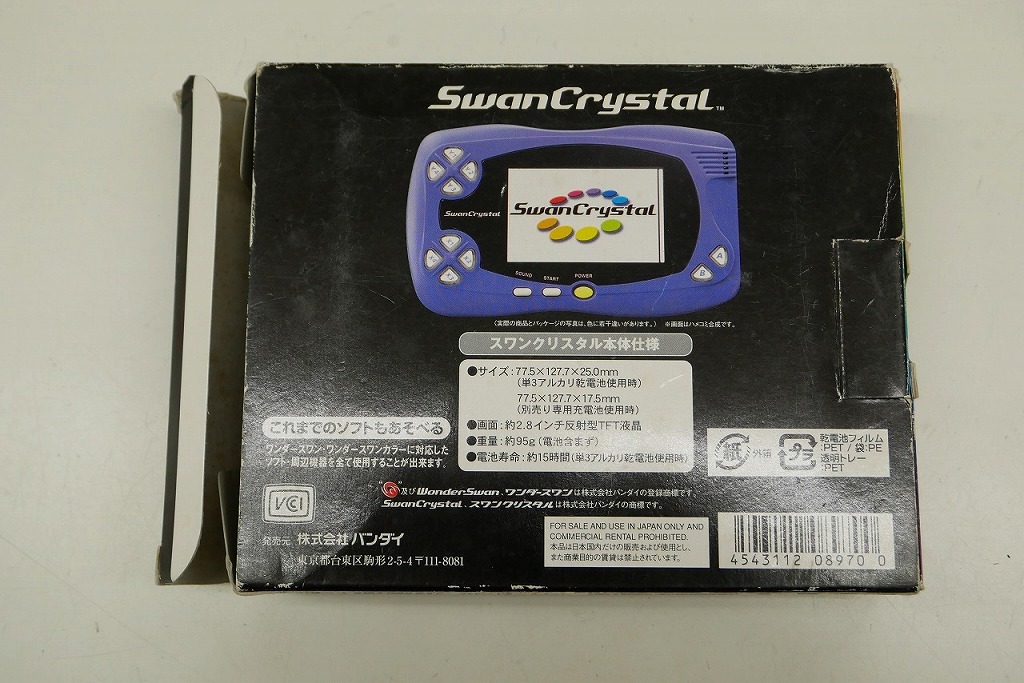 SwanCrystal™
SwanCrystal
SwanCrystal
SOUND START POWER
A
B
(実際の商品とパッケージの写真は、色に若干違いがあります。) ※画面はハメコミ合成です。
スワンクリスタル本体仕様
●サイズ:77.5×127.7×25.0mm
(単3アルカリ乾電池使用時)
77.5×127.7×17.5mm
(別売り専用充電池使用時)
●画面:約2.8インチ反射型TFT液晶
●重量:約95g(電池含まず)
●電池寿命:約15時間(単3アルカリ乾電池使用時)
これまでのソフトもあそべる
ワンダースワン・ワンダースワンカラーに対応した
ソフト・周辺機器を全て使用することが出来ます。
紙 外箱
プラ
乾電池フィルム
:PET / 袋:PE
透明トレー
:PET
及びWonderSwan、ワンダースワンは株式会社バンダイの登録商標です。
SwanCrystal、スワンクリスタルは株式会社バンダイの商標です。
VCI
発売元 株式会社 バンダイ
東京都台東区駒形2-5-4 〒111-8081
FOR SALE AND USE IN JAPAN ONLY AND
COMMERCIAL RENTAL PROHIBITED.
本品は日本国内だけの販売および使用とし、
また商業目的の賃貸は禁止されています。
4543112 08970 0